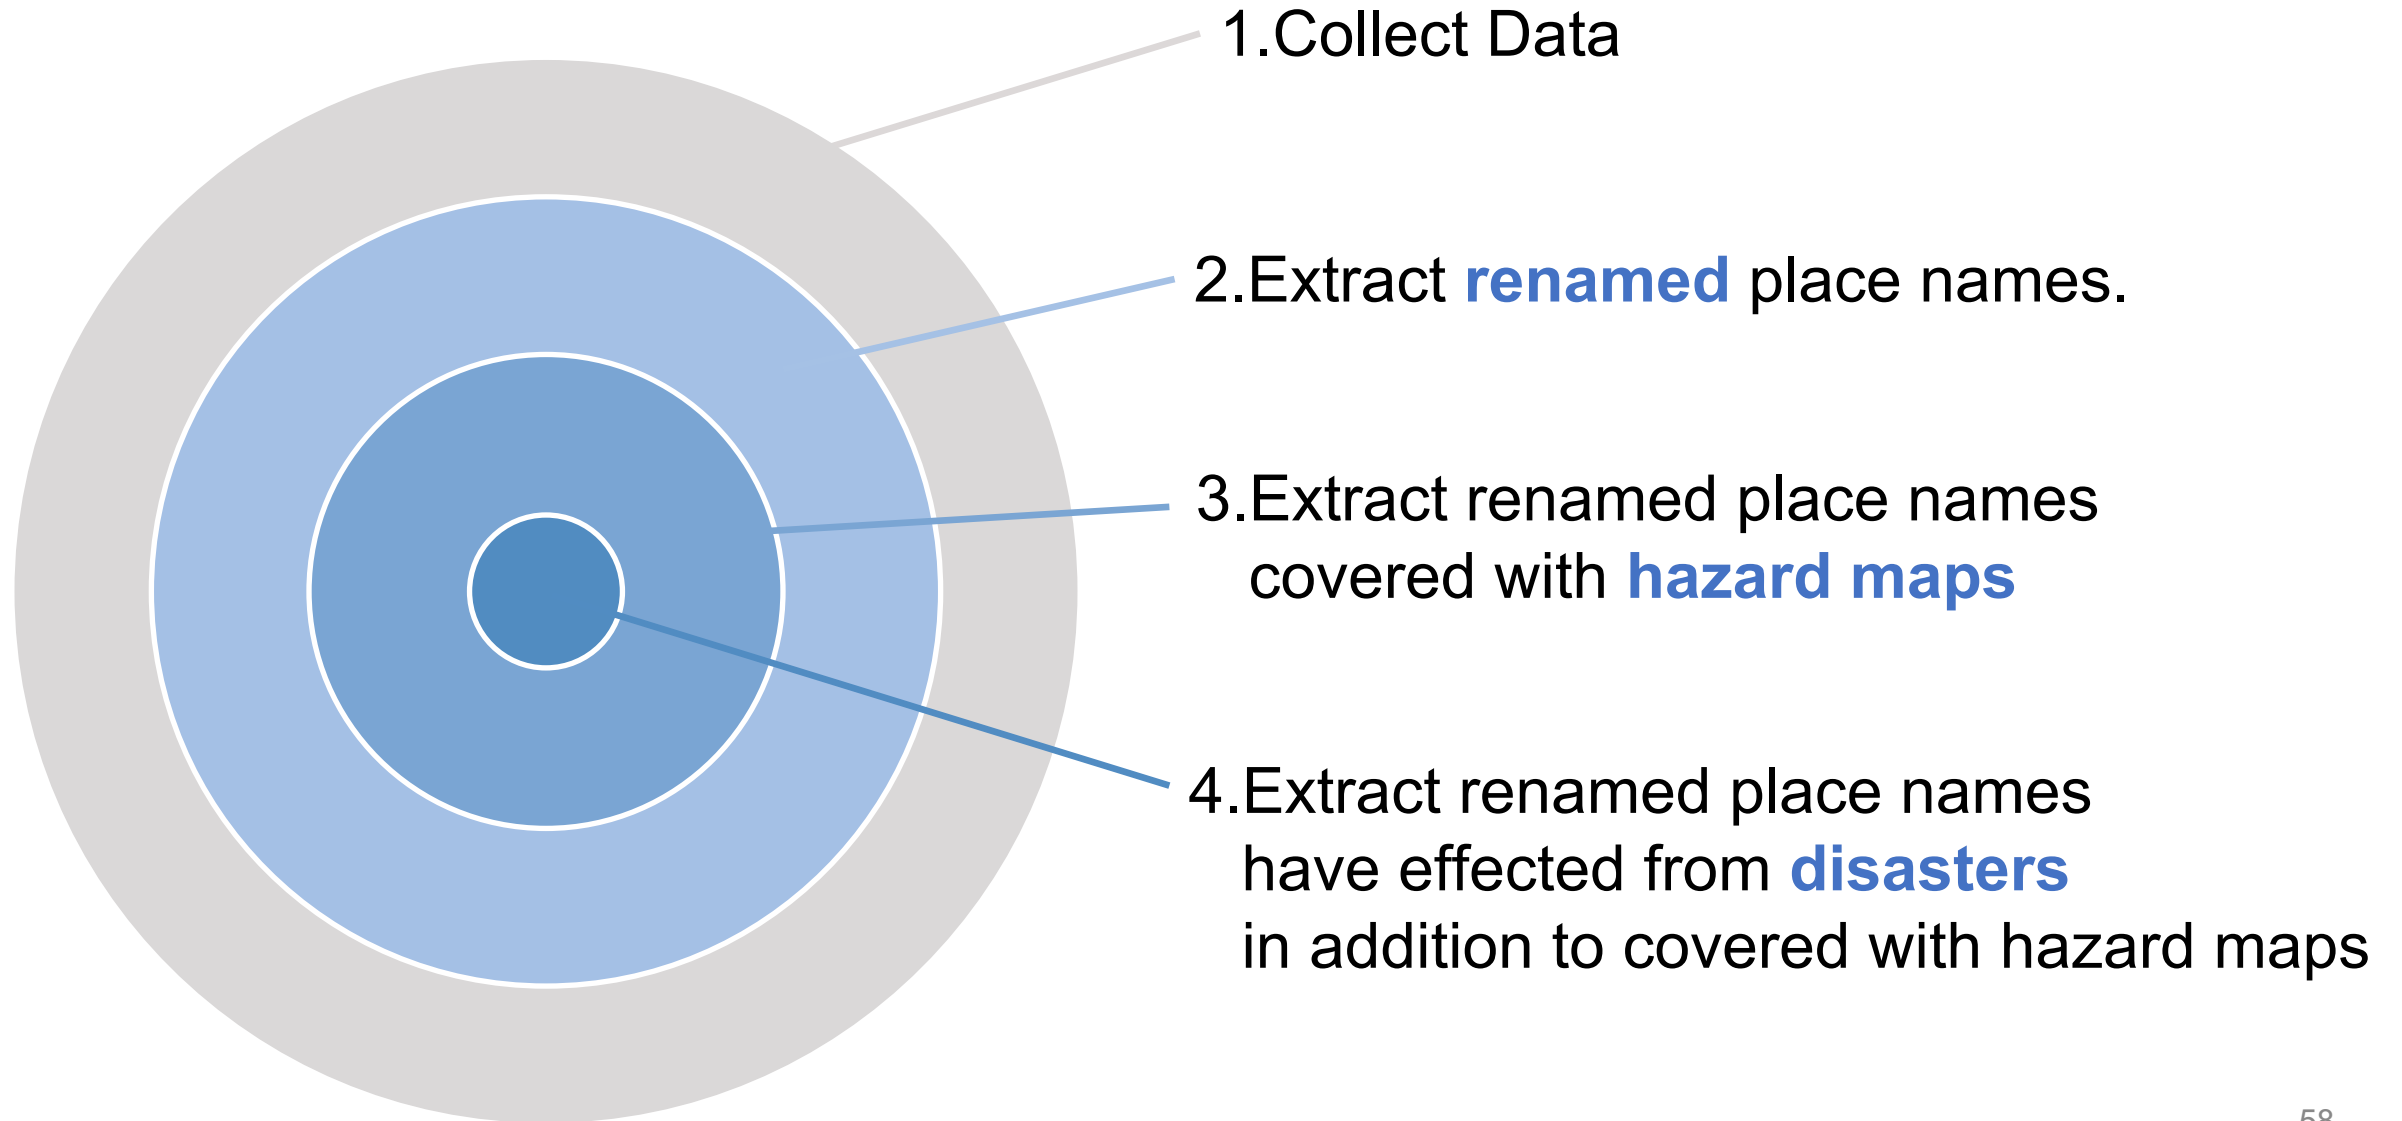 1.Collect Data
2.Extract renamed place names.
3.Extract renamed place names
covered with hazard maps
4.Extract renamed place names
have effected from disasters
in addition to covered with hazard maps
58